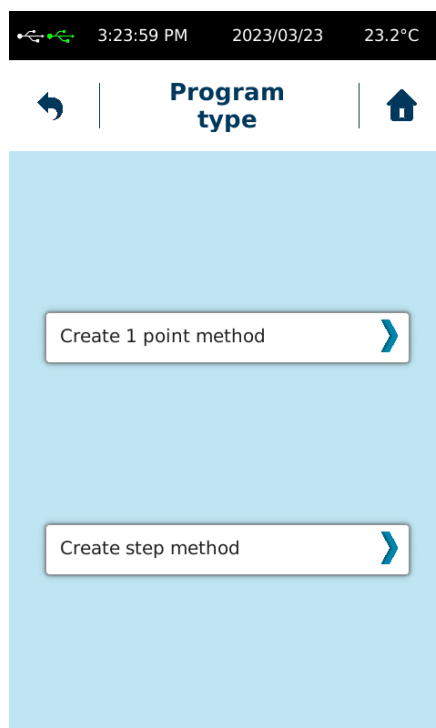 3:23:59 PM 2023/03/23 23.2°C
Program
type
Create 1 point method
Create step method